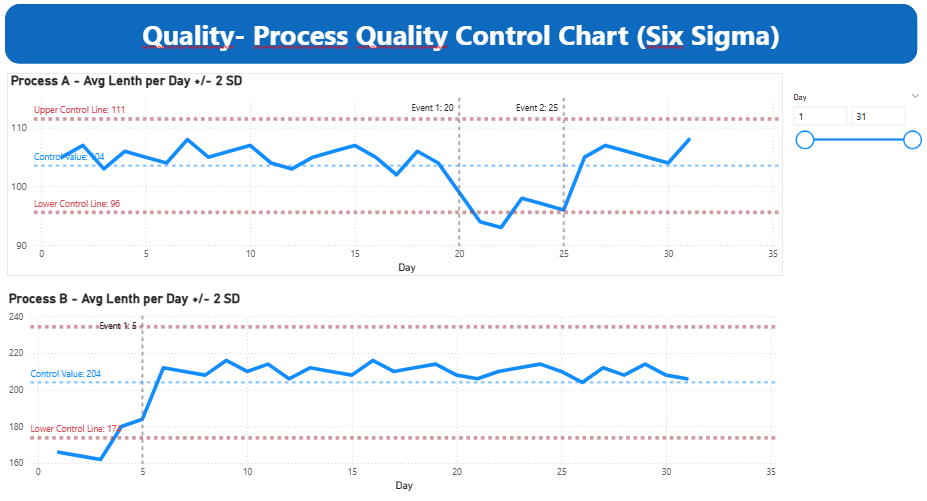 Quality- Process Quality Control Chart (Six Sigma)
Process A - Avg Lenth per Day +/- 2 SD
Day
1 31
Upper Control Line: 111
Event 1: 20
Event 2: 25
110
Control Value: 104
100
Lower Control Line: 96
90
0 5 10 15 20 25 30 35
Day
Process B - Avg Lenth per Day +/- 2 SD
240
Event 1: 5
220
Control Value: 204
200
Lower Control Line: 174
180
160
0 5 10 15 20 25 30 35
Day